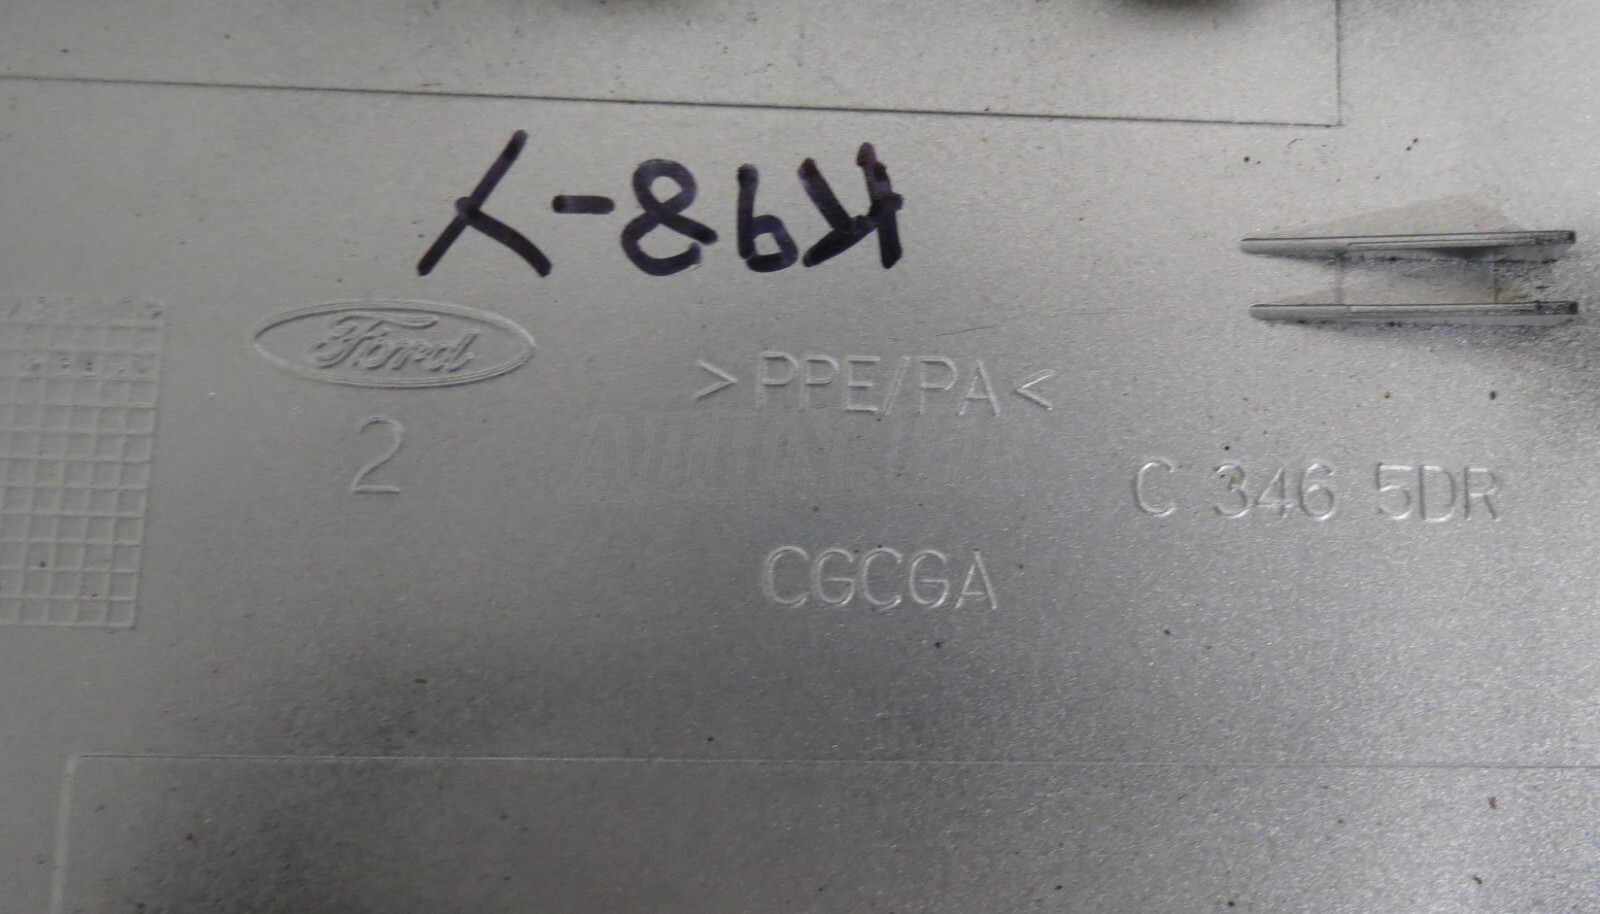 K98-Y
Ford
>PPE/PA<
2
C 346 5DR
CGCGA